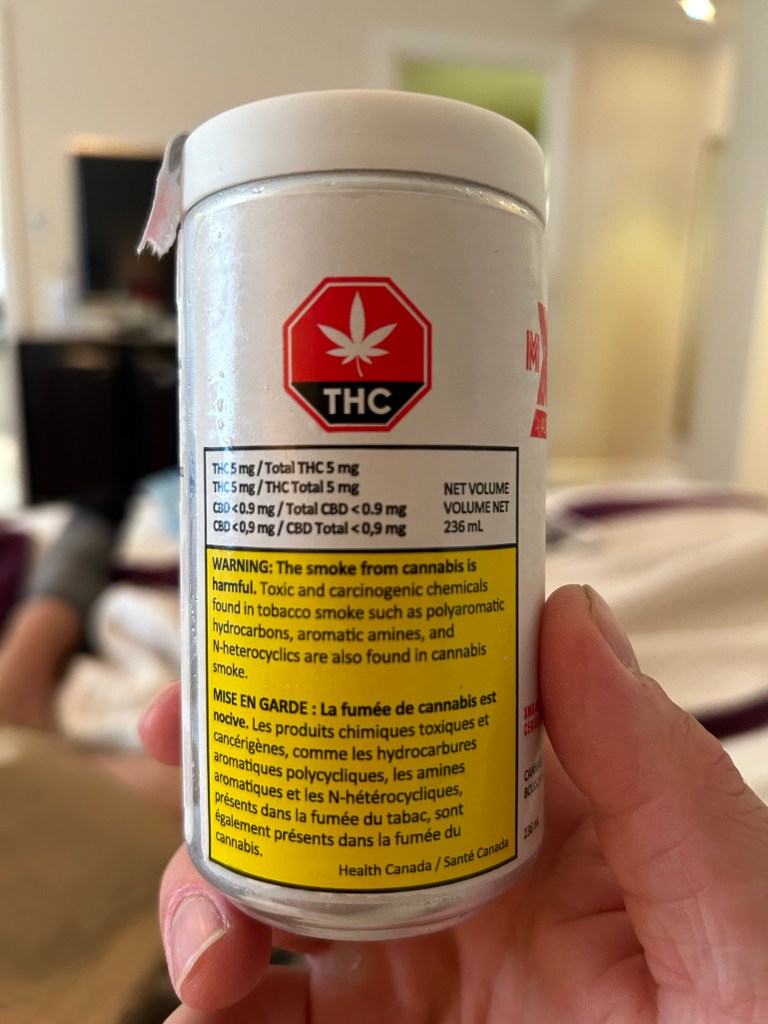 THC
THC 5 mg / Total THC 5 mg
THC 5 mg / THC Total 5 mg
CBD < 0.9 mg / Total CBD < 0.9 mg
CBD < 0,9 mg / CBD Total < 0,9 mg
NET VOLUME
VOLUME NET
236 mL
WARNING: The smoke from cannabis is
harmful. Toxic and carcinogenic chemicals
found in tobacco smoke such as polyaromatic
hydrocarbons, aromatic amines, and
N-heterocyclics are also found in cannabis
smoke.
MISE EN GARDE : La fumée de cannabis est
nocive. Les produits chimiques toxiques et
cancérigènes, comme les hydrocarbures
aromatiques polycycliques, les amines
aromatiques et les N-hétérocycliques,
présents dans la fumée du tabac, sont
également présents dans la fumée du
cannabis.
Health Canada / Santé Canada